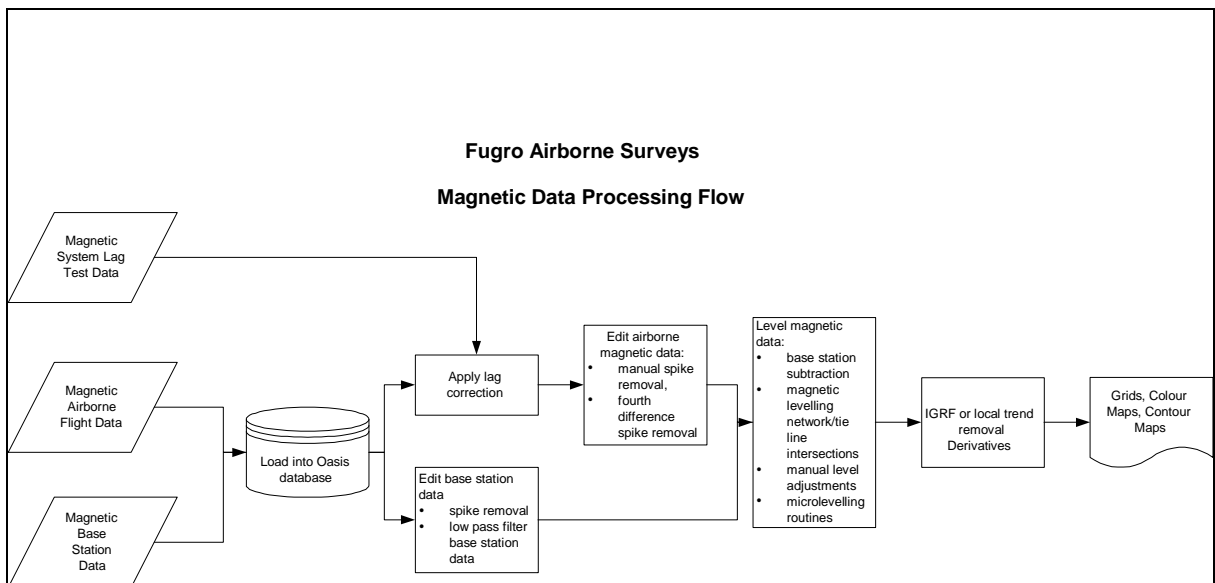 Fugro Airborne Surveys
Magnetic Data Processing Flow
Magnetic
System Lag
Test Data
Magnetic
Airborne
Flight Data
Magnetic
Base
Station
Data
Load into Oasis
database
Apply lag
correction
Edit base station
data
• spike removal
• low pass filter
base station
data
Edit airborne
magnetic data:
• manual spike
removal,
• fourth
difference
spike removal
Level magnetic
data:
• base station
subtraction
• magnetic
levelling
network/tie
line
intersections
• manual level
adjustments
• microlevelling
routines
IGRF or local trend
removal
Derivatives
Grids, Colour
Maps, Contour
Maps